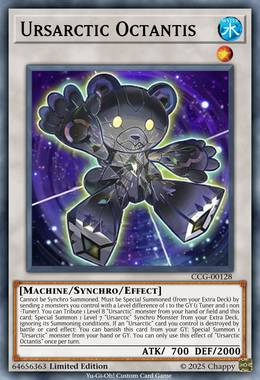 URSARCTIC OCTANTIS
WATER
水
CCG-00128
[MACHINE/SYNCHRO/EFFECT]
Cannot be Synchro Summoned. Must be Special Summoned (from your Extra Deck) by
sending 2 monsters you control with a Level difference of 1 to the GY (1 Tuner and 1 non
-Tuner). You can Tribute 1 Level 8 "Ursarctic" monster from your hand or field and this
card; Special Summon 1 Level 7 "Ursarctic" Synchro Monster from your Extra Deck,
ignoring its Summoning conditions. If an "Ursarctic" card you control is destroyed by
battle or card effect: You can banish this card from your GY; Special Summon 1
"Ursarctic" monster from your hand or GY. You can only use this effect of "Ursarctic
Octantis" once per turn.
ATK/ 700 DEF/2000
64656363 Limited Edition
© 2025 Chappy
Yu-Gi-Oh! Custom Card Game